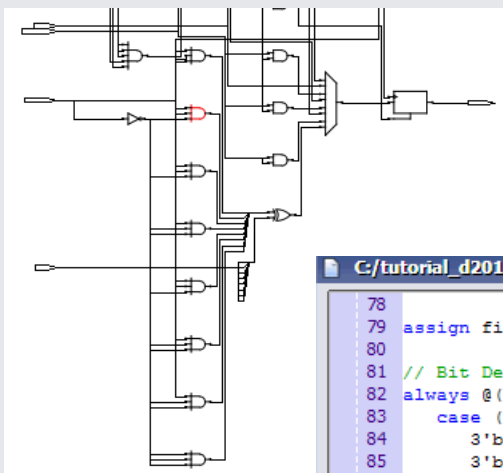 C:/tutorial_d201
78
79 assign fi
80
81 // Bit De
82 always @(
83 case (
84 3'b
85 3'b